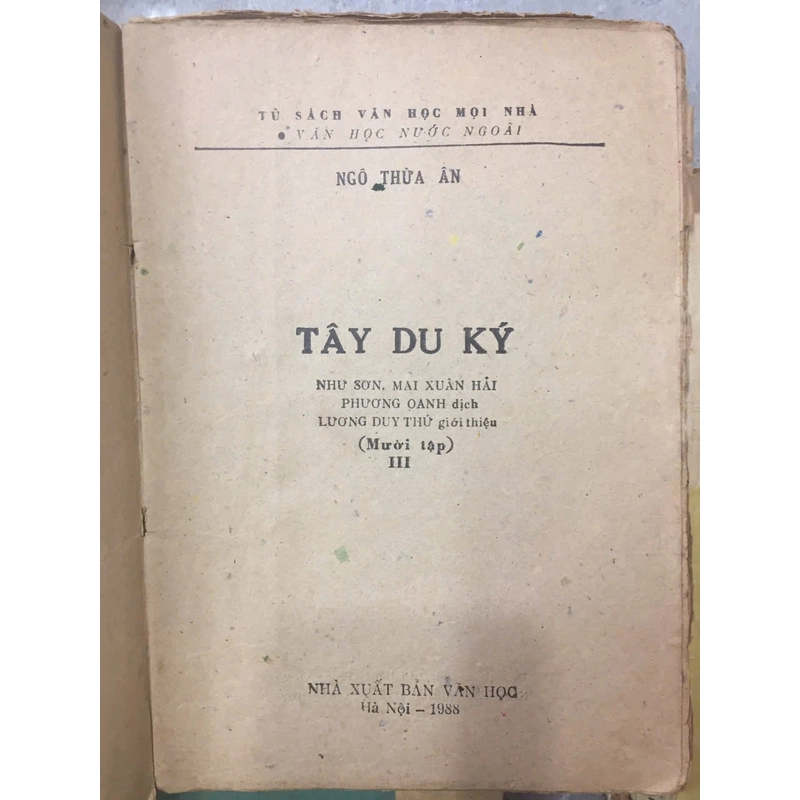 TỦ SÁCH VĂN HỌC MỌI NHÀ
● VĂN HỌC NƯỚC NGOÀI
NGÔ THỪA ÂN
TÂY DU KÝ
NHƯ SƠN, MAI XUÂN HẢI
PHƯƠNG OANH dịch
LƯƠNG DUY THỨ giới thiệu
(Mười tập)
III
NHÀ XUẤT BẢN VĂN HỌC
Hà Nội – 1988